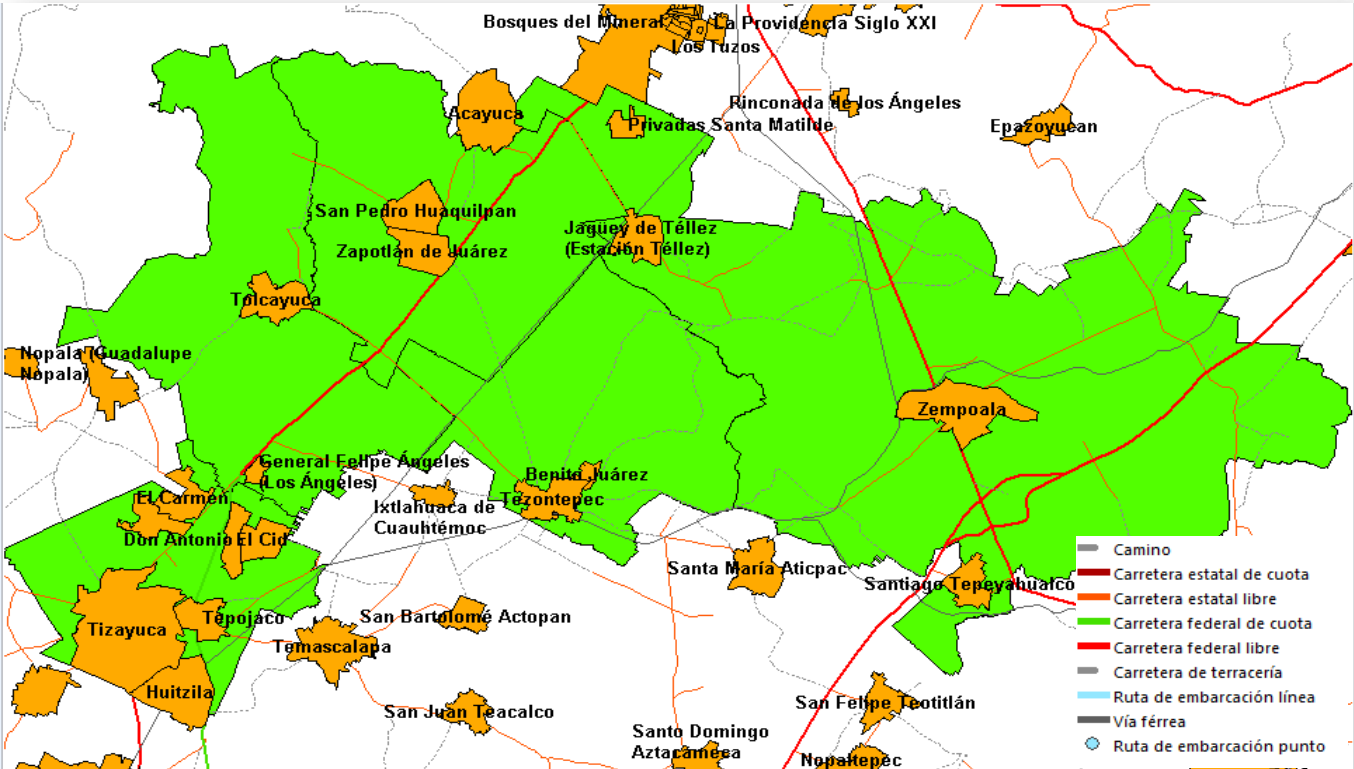 Bosques del Mineral
La Providencia Siglo XXI
Los Tuzos
Acayuca
Rinconada de los Ángeles
Privadas Santa Matilde
Epazoyucan
San Pedro Huaquilpan
Zapotlán de Juárez
Jagüey de Téllez
(Estación Téllez)
Tolcayuca
Nopala (Guadalupe
Nopala)
Zempoala
General Felipe Ángeles
(Los Ángeles)
El Carmen
Don Antonio
El Cid
Ixtlahuaca de
Cuauhtémoc
Benito Juárez
Tezontepec
Santa María Aticpac
Santiago Tepeyahualco
Tizayuca
Tepojaco
San Bartolomé Actopan
Temascalapa
Huitzila
San Juan Teacalco
San Felipe Teotitlán
Santo Domingo
Aztacameca
Nopaltepec
Camino
Carretera estatal de cuota
Carretera estatal libre
Carretera federal de cuota
Carretera federal libre
Carretera de terracería
Ruta de embarcación línea
Vía férrea
Ruta de embarcación punto